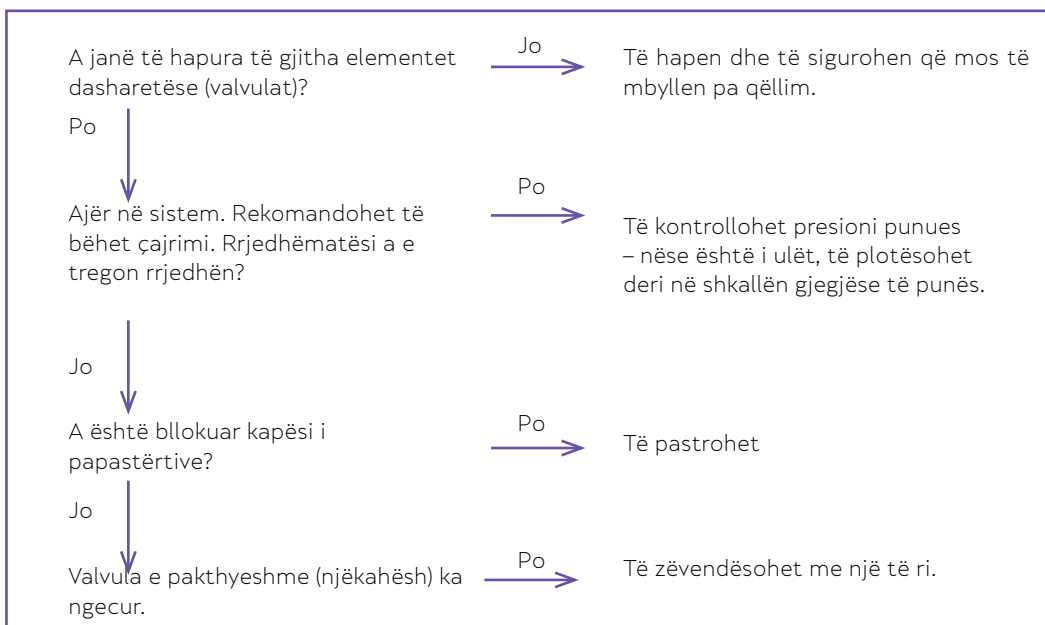 A janë të hapura të gjitha elementet
dasharetëse (valvulat)?
Jo
Të hapen dhe të sigurohen që mos të
mbyllen pa qëllim.
Po
Ajër në sistem. Rekomandohet të
bëhet çajrimi. Rrjedhëmatësi a e
tregon rrjedhën?
Po
Të kontrollohet presioni punues
– nëse është i ulët, të plotësohet
deri në shkallën gjegjëse të punës.
Jo
A është bllokuar kapësi i
papastërtive?
Po
Të pastrohet
Jo
Valvula e pakthyeshme (njëkahësh) ka
ngecur.
Po
Të zëvendësohet me një të ri.